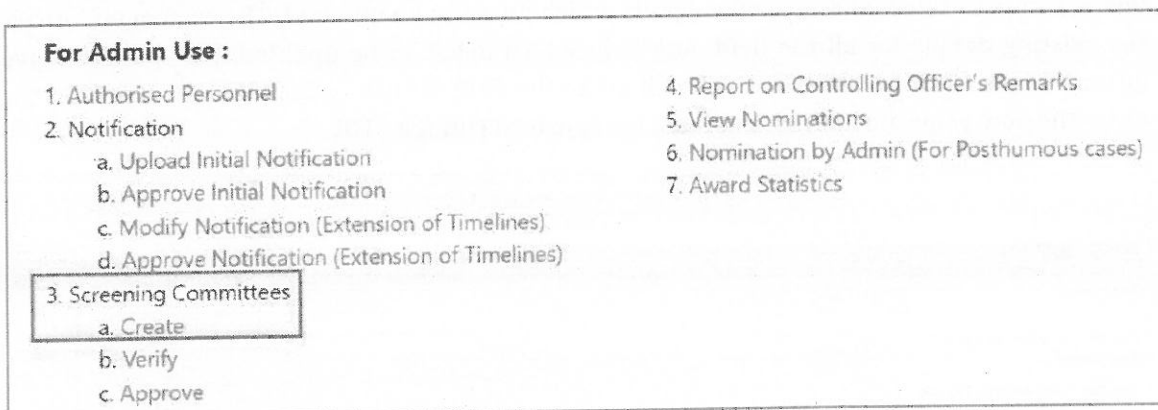 For Admin Use :
1. Authorised Personnel
2. Notification
a. Upload Initial Notification
b. Approve Initial Notification
c. Modify Notification (Extension of Timelines)
d. Approve Notification (Extension of Timelines)
3. Screening Committees
a. Create
b. Verify
c. Approve
4. Report on Controlling Officer's Remarks
5. View Nominations
6. Nomination by Admin (For Posthumous cases)
7. Award Statistics